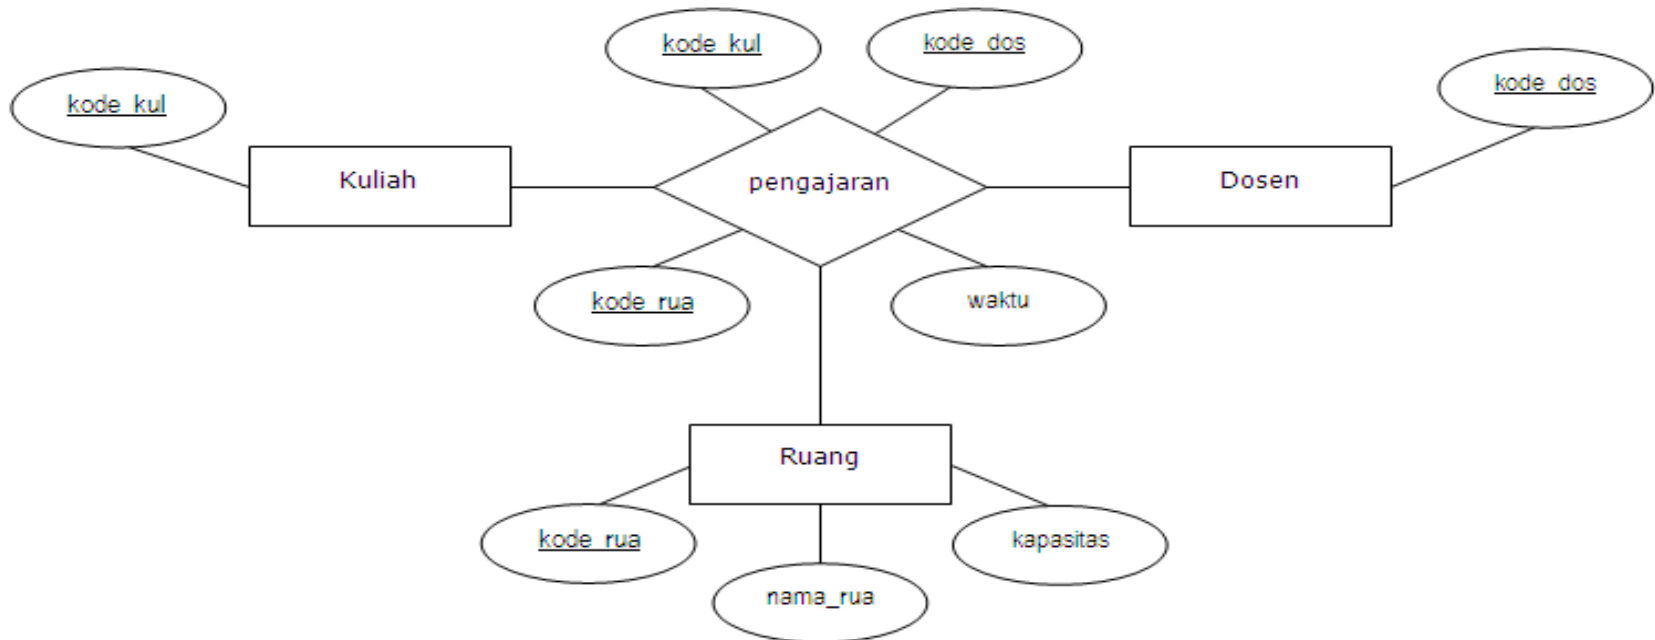 kode_kul
kode_dos
kode_kul
kode_dos
Kuliah
pengajaran
Dosen
kode_rua
waktu
Ruang
kode_rua
kapasitas
nama_rua